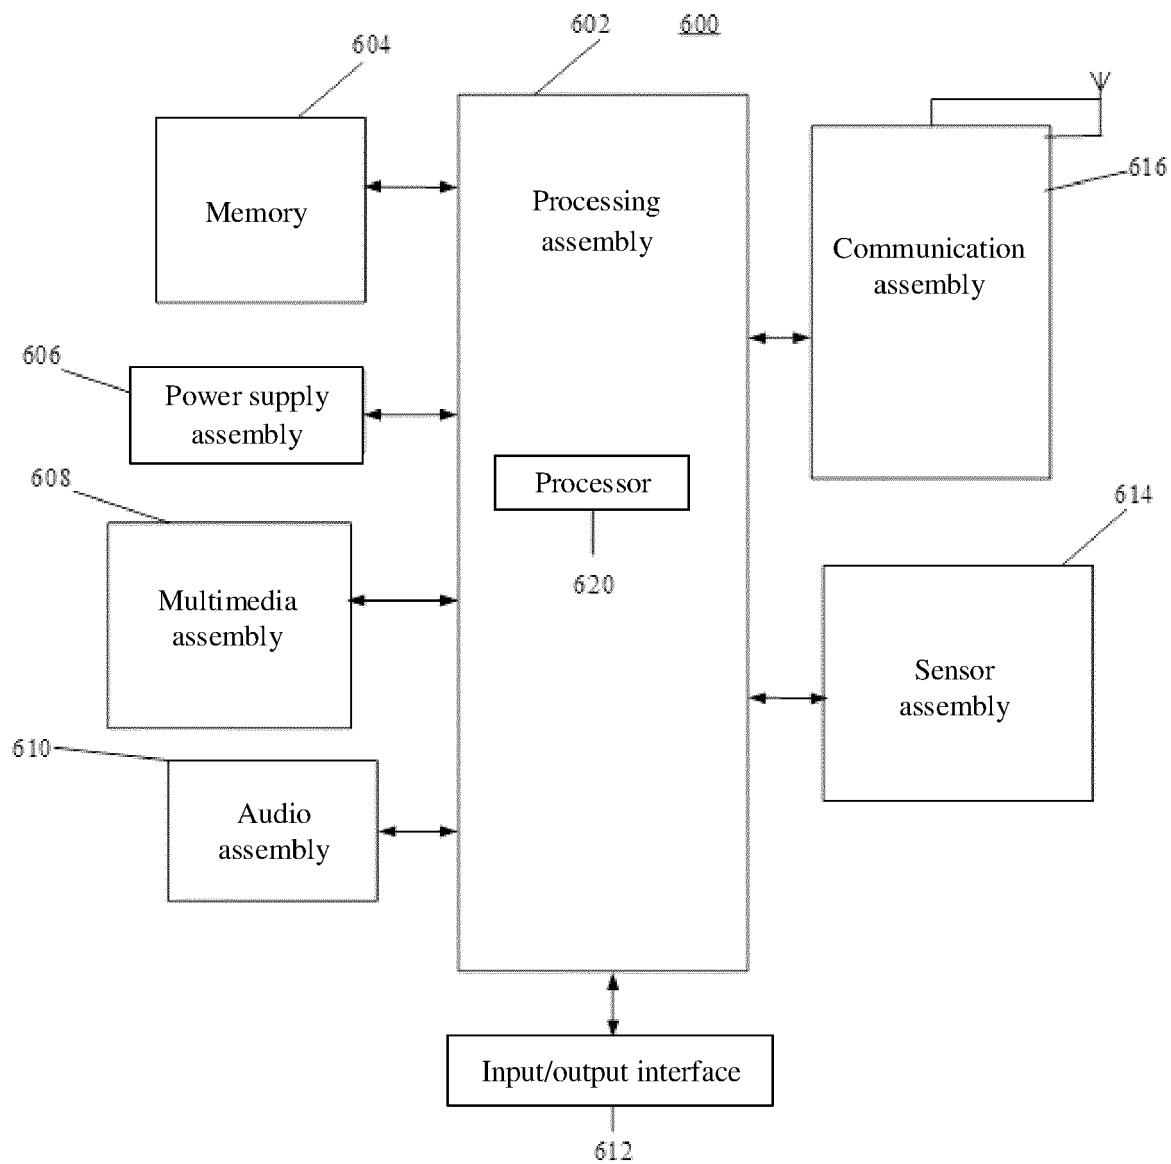 602
600
604
Memory
Processing
assembly
616
Communication
assembly
606
Power supply
assembly
608
Processor
620
614
Multimedia
assembly
Sensor
assembly
610
Audio
assembly
Input/output interface
612